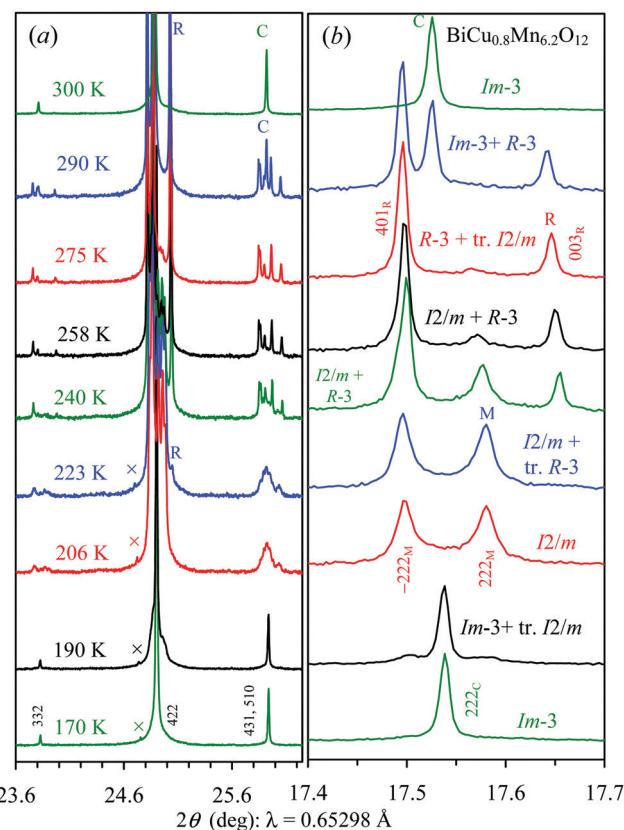 (a)
R
C
300 K
C
290 K
275 K
258 K
240 K
223 K
×
R
206 K
×
190 K
×
170 K
×
332
422
431, 510
23.6
24.6
25.6
(b)
C
BiCu0.8Mn6.2O12
Im-3
Im-3+ R-3
401R
R-3 + tr. I2/m
R
003R
I2/m + R-3
I2/m +
R-3
M
I2/m +
tr. R-3
I2/m
−222M
222M
Im-3+ tr. I2/m
222C
Im-3
17.4
17.5
17.6
17.7
2θ (deg): λ = 0.65298 Å